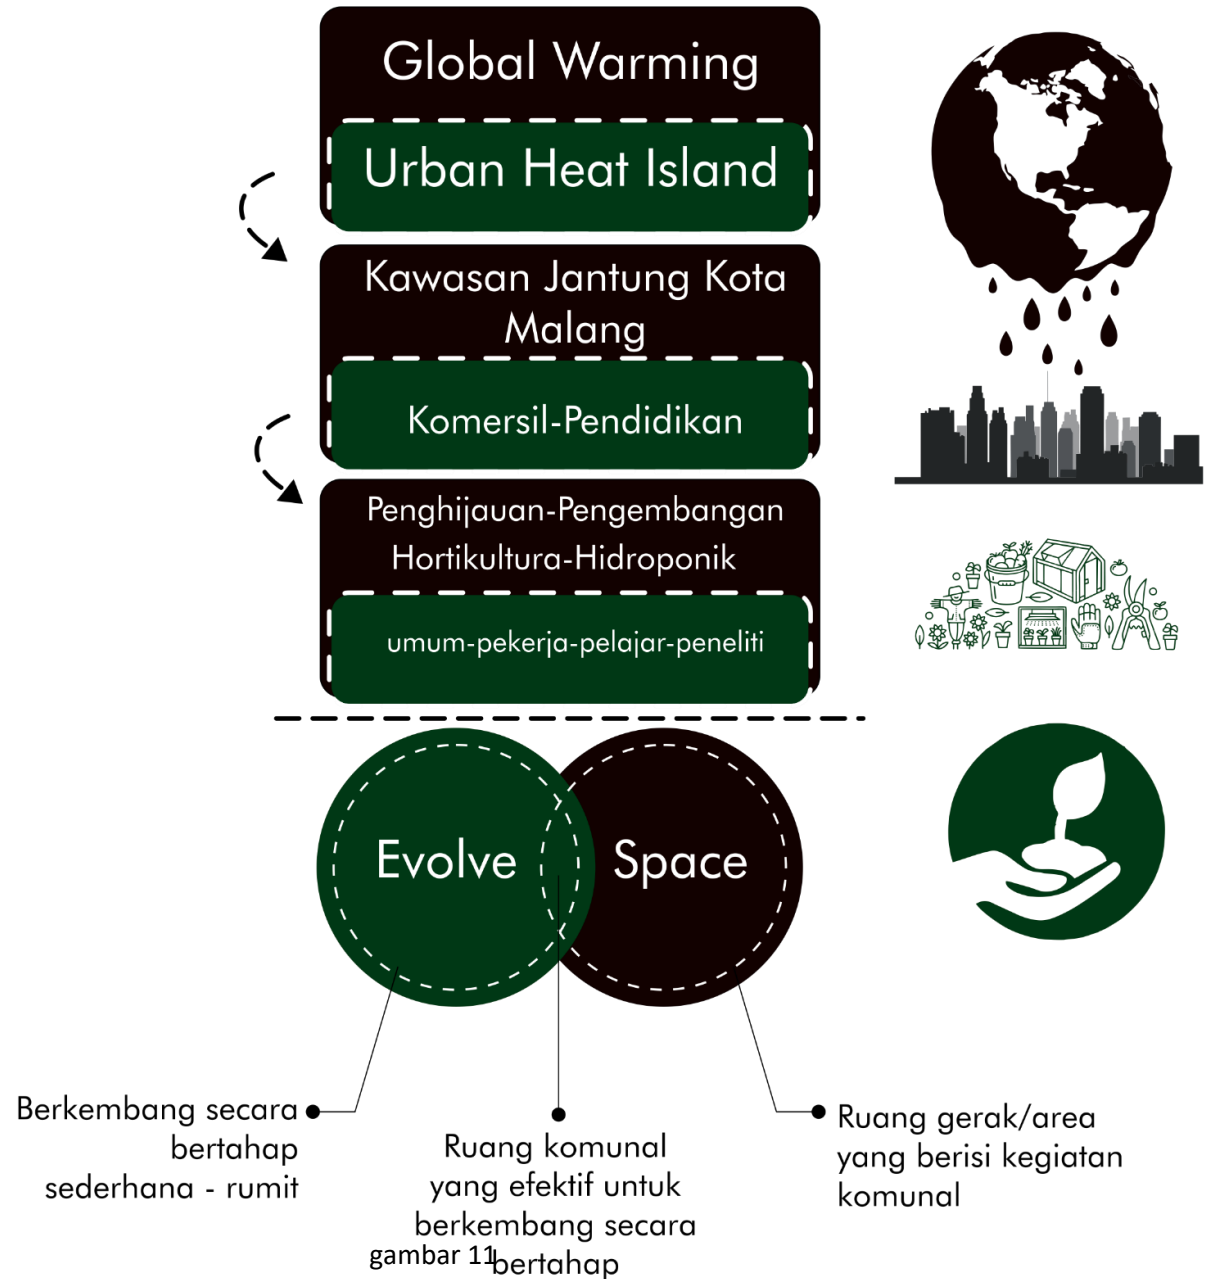 Global Warming
Urban Heat Island
Kawasan Jantung Kota
Malang
Komersil-Pendidikan
Penghijauan-Pengembangan
Hortikultura-Hidroponik
umum-pekerja-pelajar-peneliti
Evolve
Space
Berkembang secara
bertahap
sederhana - rumit
Ruang komunal
yang efektif untuk
berkembang secara
bertahap
Ruang gerak/area
yang berisi kegiatan
komunal
gambar 11